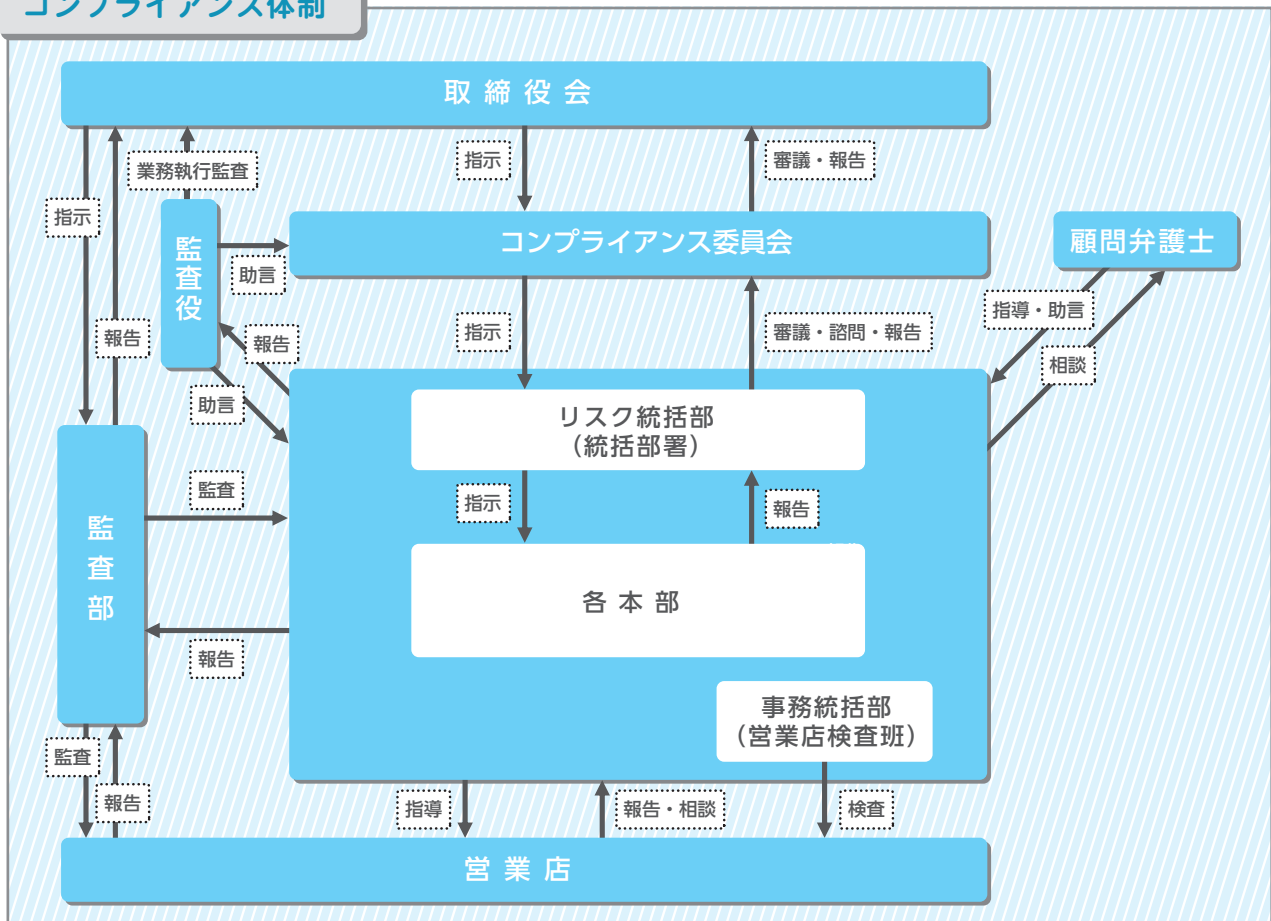 コンプライアンス体制
取締役会
指示
報告
業務執行監査
指示
審議・報告
監査役
助言
コンプライアンス委員会
顧問弁護士
報告
助言
指示
審議・諮問・報告
指導・助言
相談
リスク統括部
（統括部署）
指示
報告
各本部
監査部
監査
報告
事務統括部
（営業店検査班）
監査
報告
指導
報告・相談
検査
営業店